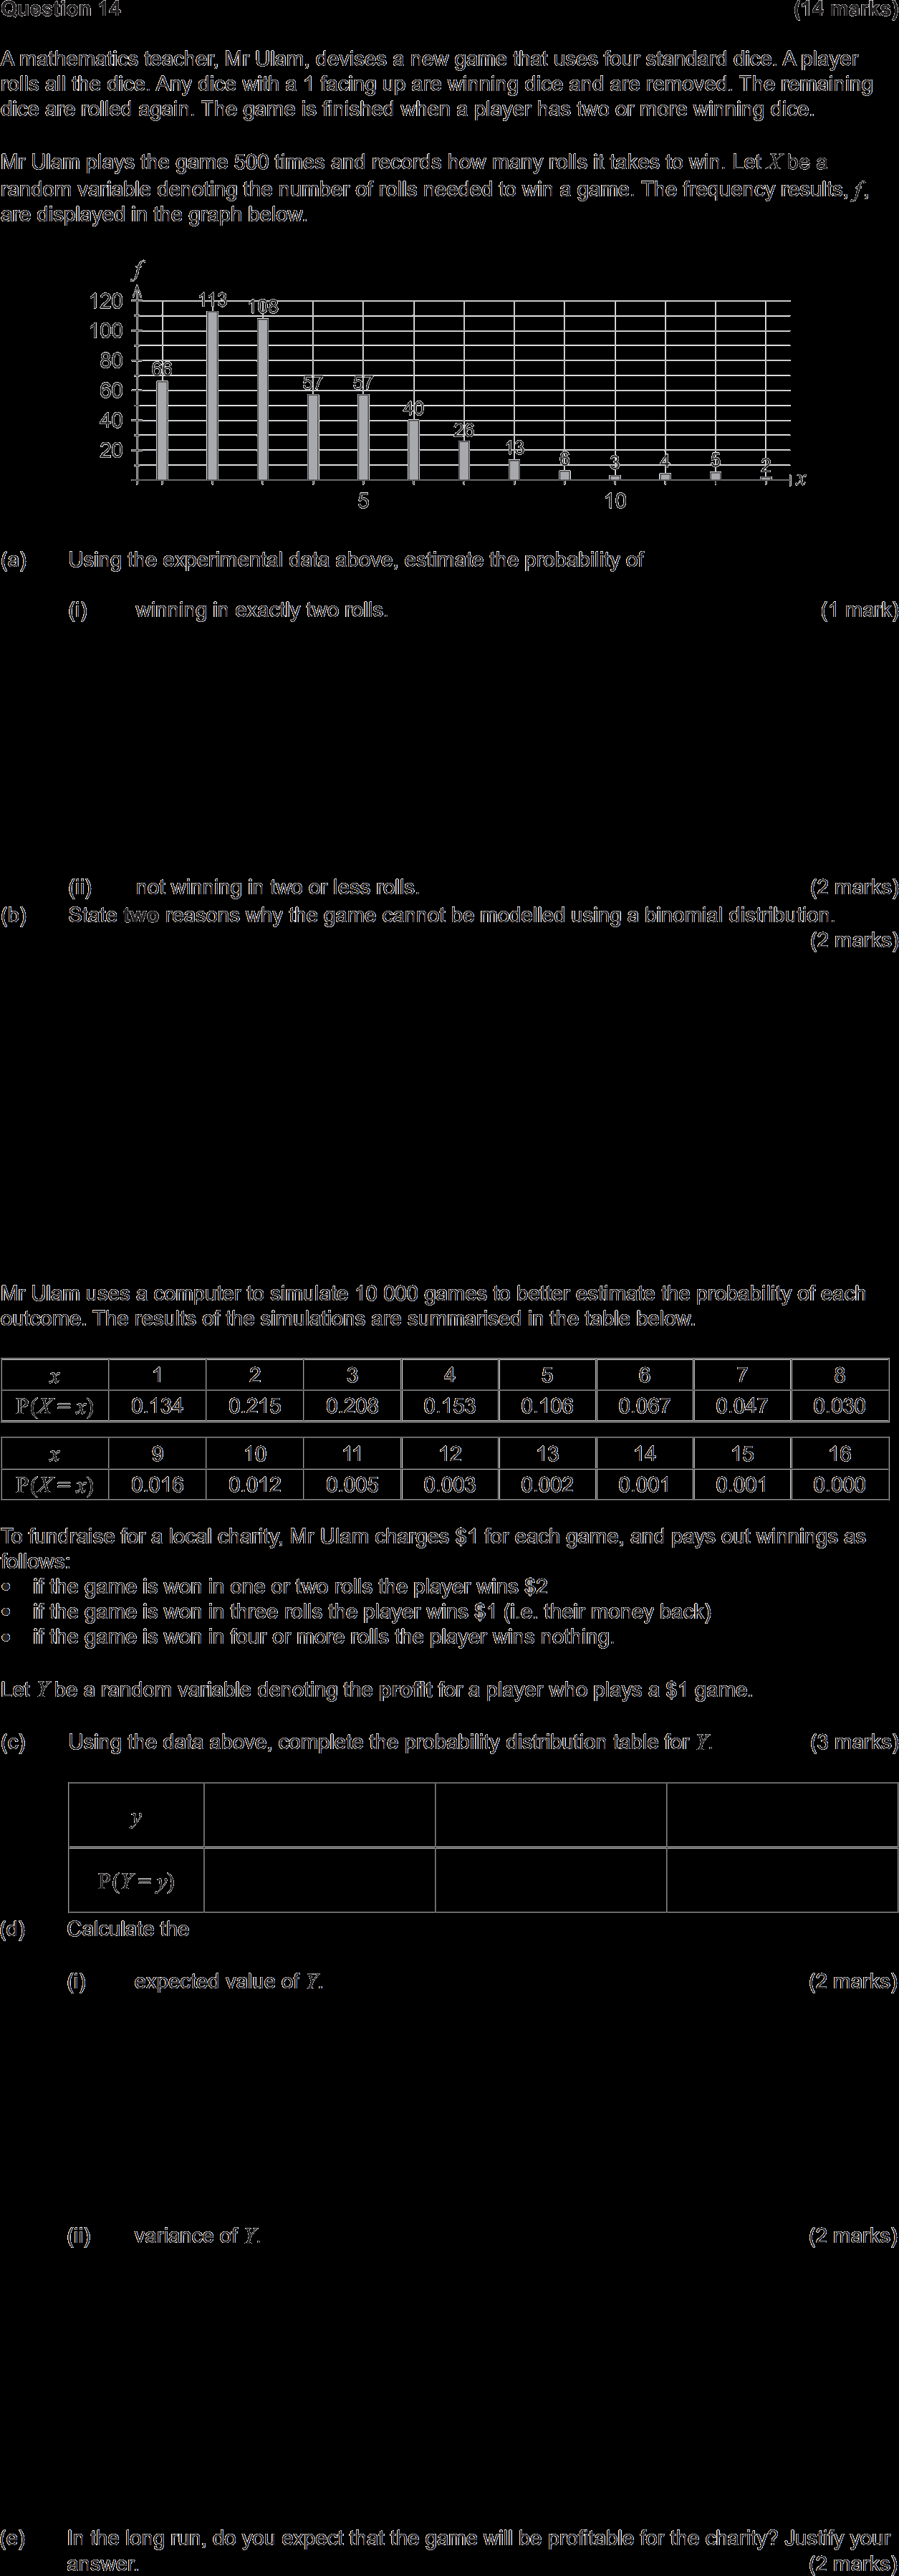 Question 14 (14 marks)
A mathematics teacher, Mr Ulam, devises a new game that uses four standard dice. A player
rolls all the dice. Any dice with a 1 facing up are winning dice and are removed. The remaining
dice are rolled again. The game is finished when a player has two or more winning dice.
Mr Ulam plays the game 500 times and records how many rolls it takes to win. Let X be a
random variable denoting the number of rolls needed to win a game. The frequency results, f,
are displayed in the graph below.
f
120
100
80
60
40
20
66 113 108 57 57 40 26 13 6 3 4 5 2
x
5 10
(a) Using the experimental data above, estimate the probability of
(i) winning in exactly two rolls. (1 mark)
(ii) not winning in two or less rolls. (2 marks)
(b) State two reasons why the game cannot be modelled using a binomial distribution.
(2 marks)
Mr Ulam uses a computer to simulate 10 000 games to better estimate the probability of each
outcome. The results of the simulations are summarised in the table below.
x 1 2 3 4 5 6 7 8
P(X = x) 0.134 0.215 0.208 0.153 0.106 0.067 0.047 0.030
x 9 10 11 12 13 14 15 16
P(X = x) 0.016 0.012 0.005 0.003 0.002 0.001 0.001 0.000
To fundraise for a local charity, Mr Ulam charges $1 for each game, and pays out winnings as
follows:
• if the game is won in one or two rolls the player wins $2
• if the game is won in three rolls the player wins $1 (i.e. their money back)
• if the game is won in four or more rolls the player wins nothing.
Let Y be a random variable denoting the profit for a player who plays a $1 game.
(c) Using the data above, complete the probability distribution table for Y. (3 marks)
y
P(Y = y)
(d) Calculate the
(i) expected value of Y. (2 marks)
(ii) variance of Y. (2 marks)
(e) In the long run, do you expect that the game will be profitable for the charity? Justify your
answer. (2 marks)